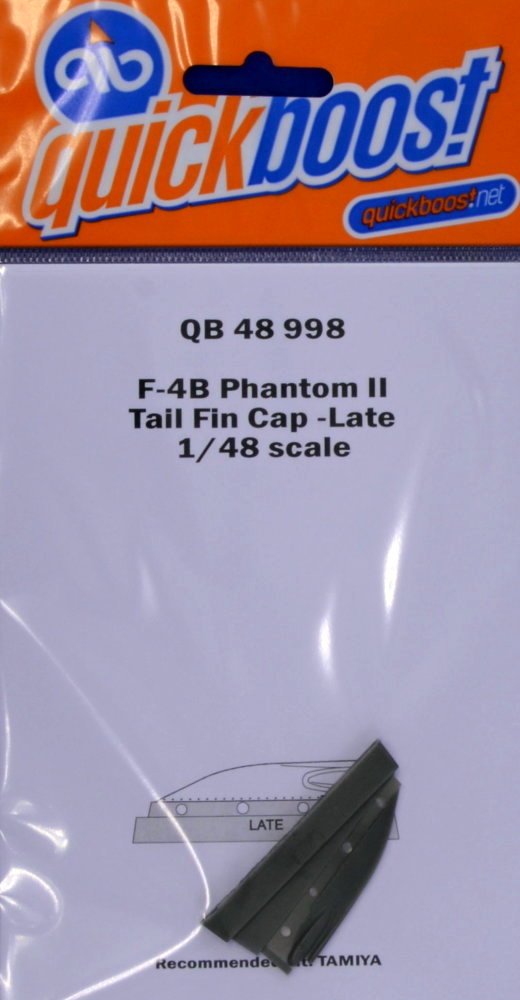 qb
quickboost
quickboost.net
QB 48 998
F-4B Phantom II
Tail Fin Cap -Late
1/48 scale
LATE
Recommended it: TAMIYA